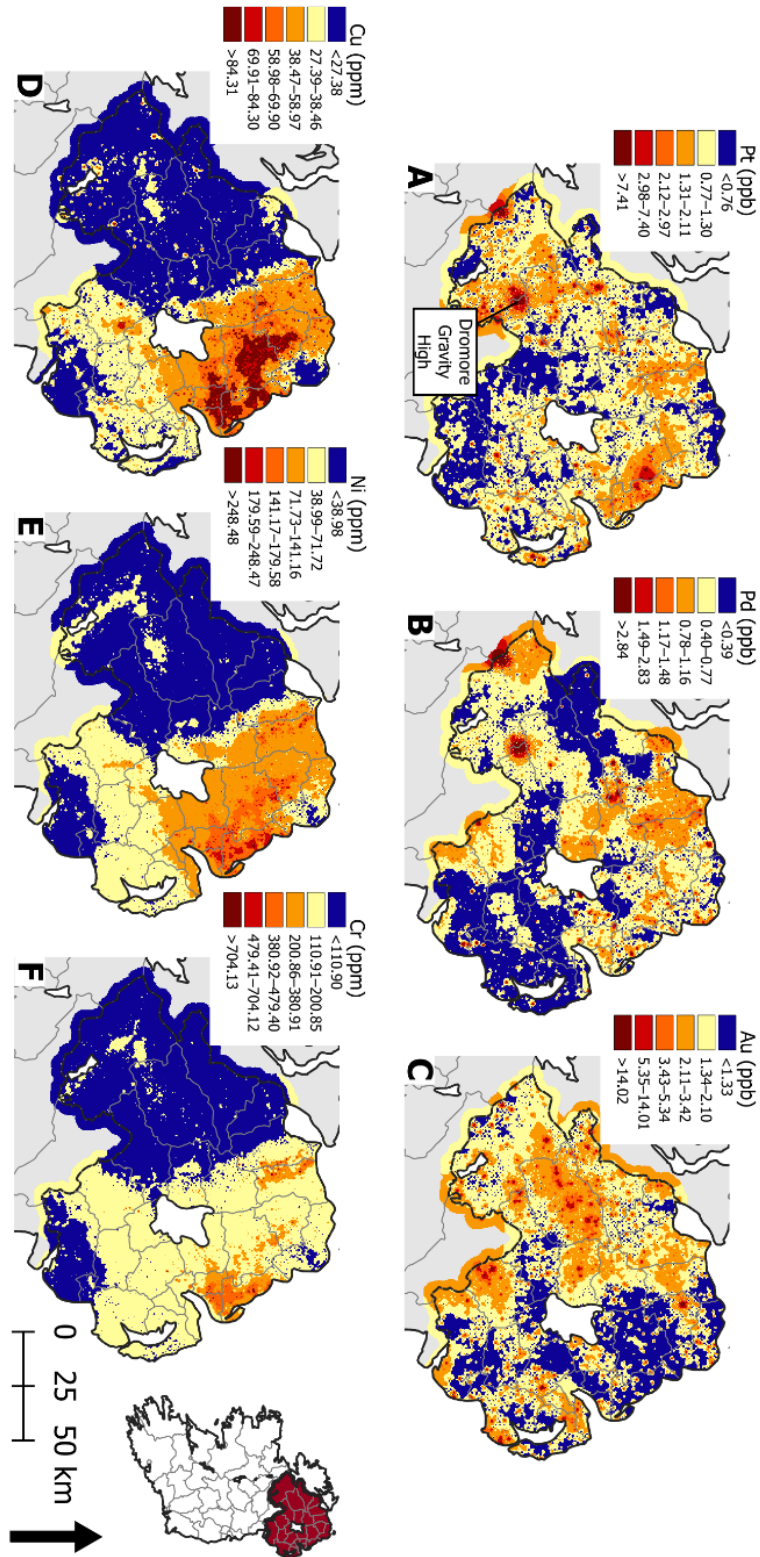 Pt (ppb)
<0.76
0.77–1.30
1.31–2.11
2.12–2.97
2.98–7.40
>7.41
A
Dromore
Gravity
High
Pd (ppb)
<0.39
0.40–0.77
0.78–1.16
1.17–1.48
1.49–2.83
>2.84
B
Au (ppb)
<1.33
1.34–2.10
2.11–3.42
3.43–5.34
5.35–14.01
>14.02
C
Cu (ppm)
<27.38
27.39–38.46
38.47–58.97
58.98–69.90
69.91–84.30
>84.31
D
Ni (ppm)
<38.98
38.99–71.72
71.73–141.16
141.17–179.58
179.59–248.47
>248.48
E
Cr (ppm)
<110.90
110.91–200.85
200.86–380.91
380.92–479.40
479.41–704.12
>704.13
F
0 25 50 km